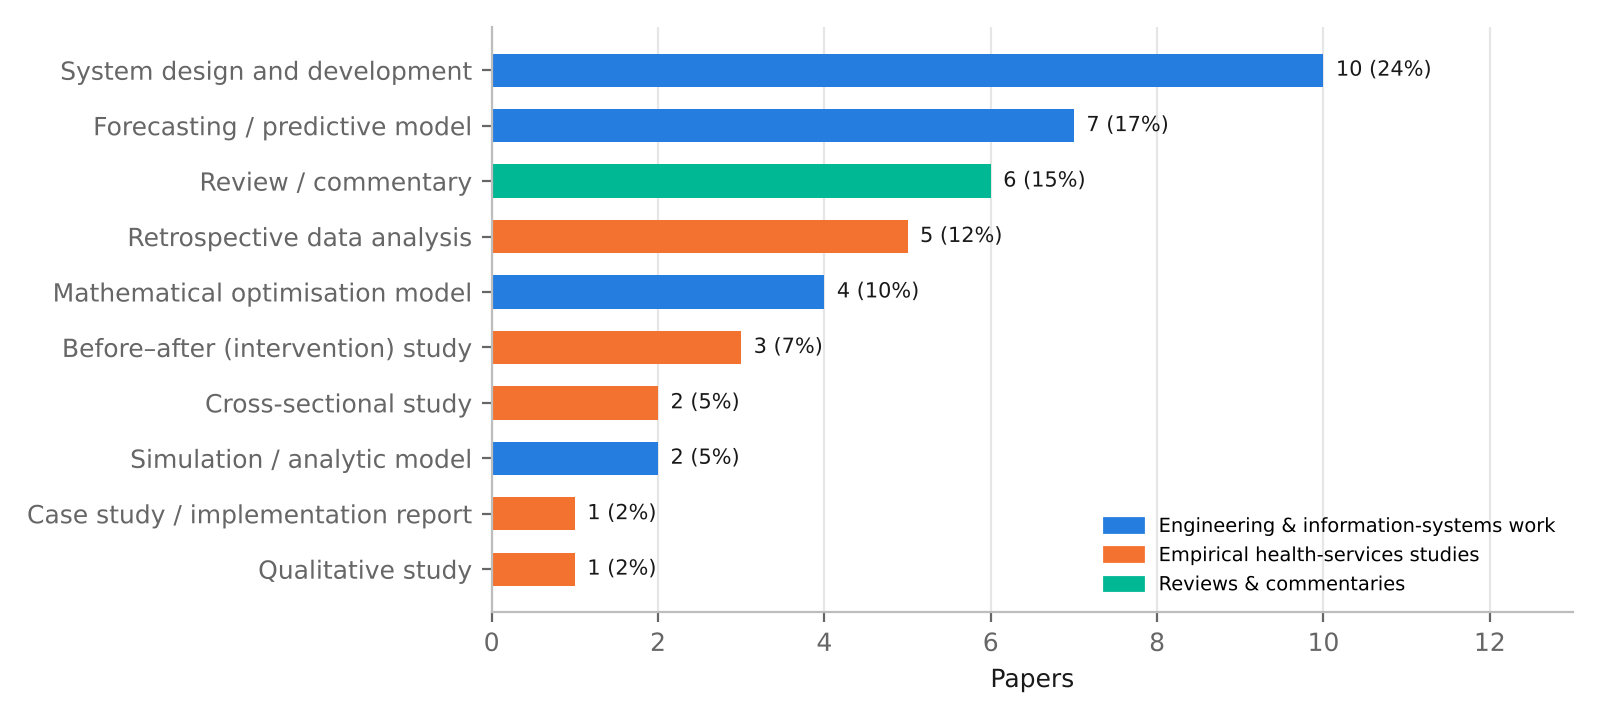 System design and development 10 (24%)
Forecasting / predictive model 7 (17%)
Review / commentary 6 (15%)
Retrospective data analysis 5 (12%)
Mathematical optimisation model 4 (10%)
Before–after (intervention) study 3 (7%)
Cross-sectional study 2 (5%)
Simulation / analytic model 2 (5%)
Case study / implementation report 1 (2%)
Qualitative study 1 (2%)
Engineering & information-systems work
Empirical health-services studies
Reviews & commentaries
0 2 4 6 8 10 12
Papers